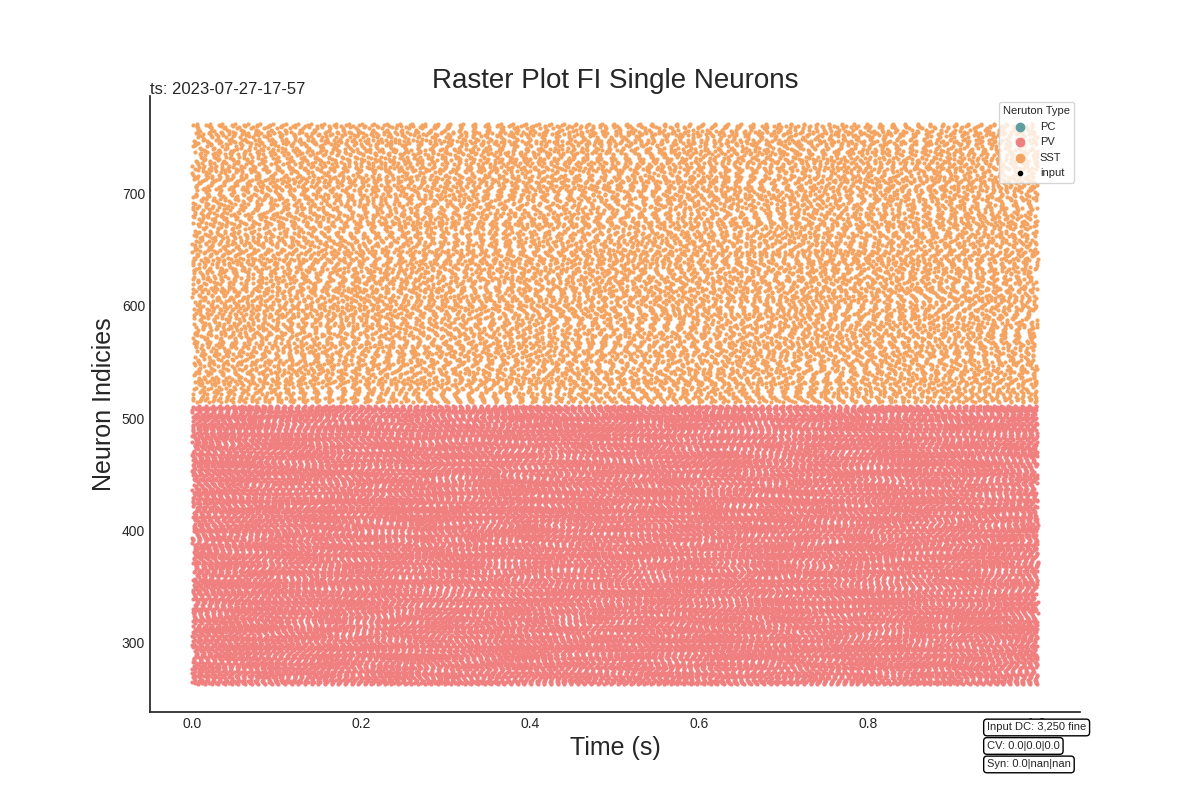 Raster Plot FI Single Neurons
ts: 2023-07-27-17-57
Neruton Type
PC
PV
SST
input
Neuron Indicies
700
600
500
400
300
0.0 0.2 0.4 0.6 0.8
Time (s)
Input DC: 3,250 fine
CV: 0.0|0.0|0.0
Syn: 0.0|nan|nan